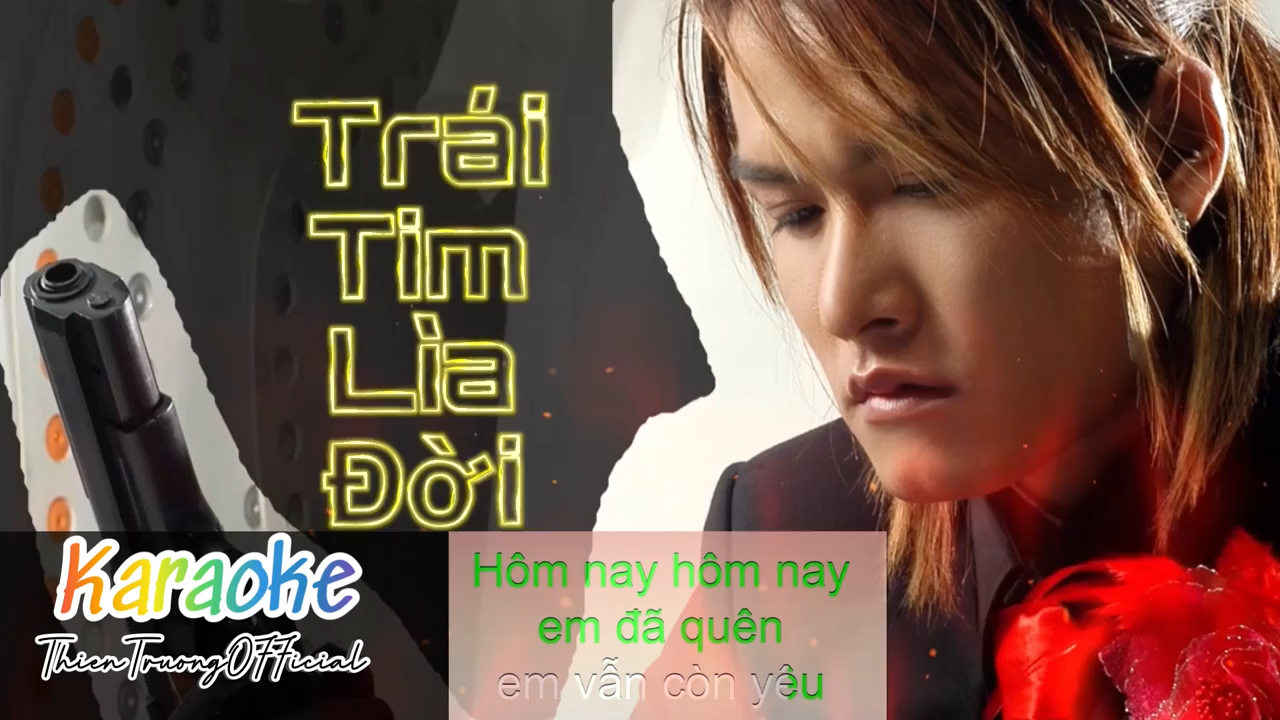 Trái
Tim
Lìa
Đời
Karaoke
ThienTruongOFFicial
Hôm nay hôm nay
em đã quên
em vẫn còn yêu